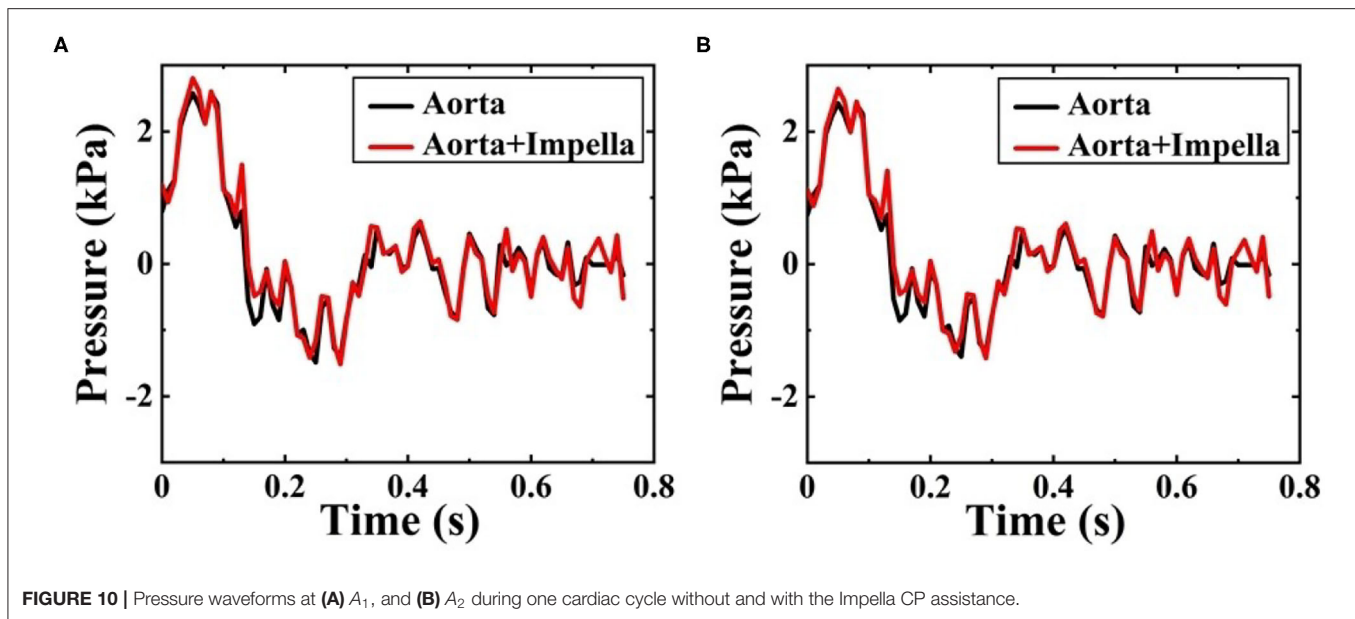 A
Aorta
Aorta+Impella
Pressure (kPa)
2
0
-2
0
0.2
0.4
0.6
0.8
Time (s)
B
Aorta
Aorta+Impella
Pressure (kPa)
2
0
-2
0
0.2
0.4
0.6
0.8
Time (s)
FIGURE 10 | Pressure waveforms at (A) A₁, and (B) A₂ during one cardiac cycle without and with the Impella CP assistance.